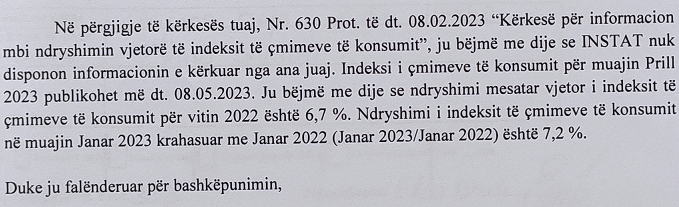 Në përgjigje të kërkesës tuaj, Nr. 630 Prot. të dt. 08.02.2023 “Kërkesë për informacion
mbi ndryshimin vjetorë të indeksit të çmimeve të konsumit”, ju bëjmë me dije se INSTAT nuk
disponon informacionin e kërkuar nga ana juaj. Indeksi i çmimeve të konsumit për muajin Prill
2023 publikohet më dt. 08.05.2023. Ju bëjmë me dije se ndryshimi mesatar vjetor i indeksit të
çmimeve të konsumit për vitin 2022 është 6,7 %. Ndryshimi i indeksit të çmimeve të konsumit
në muajin Janar 2023 krahasuar me Janar 2022 (Janar 2023/Janar 2022) është 7,2 %.
Duke ju falënderuar për bashkëpunimin,